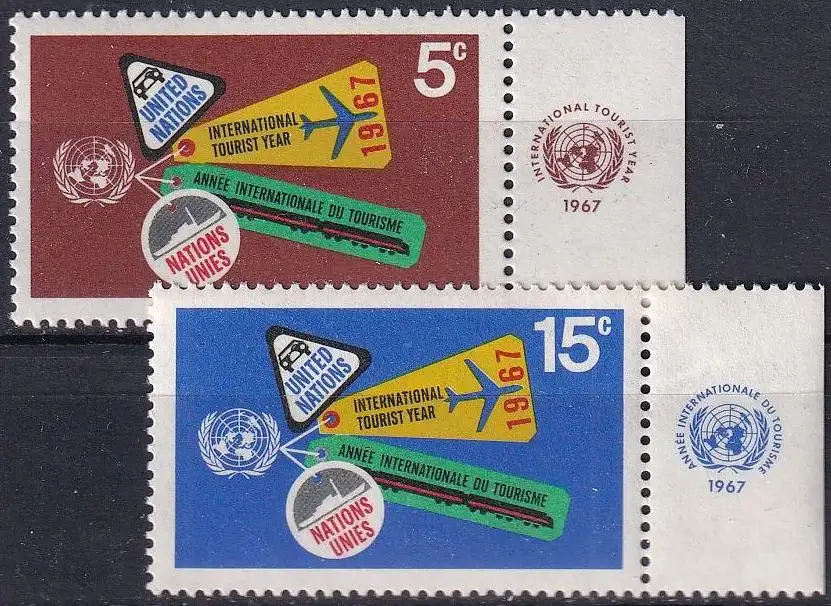 5c
UNITED
NATIONS
INTERNATIONAL
TOURIST YEAR
1967
ANNÉE INTERNATIONALE DU TOURISME
NATIONS
UNIES
INTERNATIONAL TOURIST YEAR
1967
15c
UNITED
NATIONS
INTERNATIONAL
TOURIST YEAR
1967
ANNÉE INTERNATIONALE DU TOURISME
NATIONS
UNIES
ANNÉE INTERNATIONALE DU TOURISME
1967